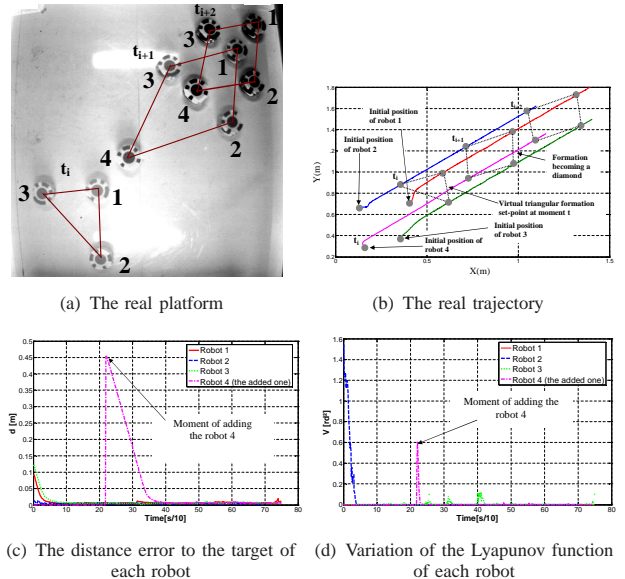 t_i+2
1
3
t_i+1
1
3
2
4
4
2
t_i
3
1
2
(a) The real platform
1.8
1.6
1.4
1.2
1
0.8
0.6
0.4
0.2
Y(m)
Initial position
of robot 1
Initial position
of robot 2
t_i+2
t_i+1
t_i
Formation
becoming a
diamond
Virtual triangular formation
set-point at moment t
Initial position
of robot 3
Initial position of
robot 4
t_i
0
0.5
1
1.5
X(m)
(b) The real trajectory
0.5
0.45
0.4
0.35
0.3
0.25
0.2
0.15
0.1
0.05
0
d [m]
Robot 1
Robot 2
Robot 3
Robot 4 (the added one)
Moment of adding
the robot 4
0 10 20 30 40 50 60 70 80
Time[s/10]
(c) The distance error to the target of
each robot
1.6
1.4
1.2
1
0.8
0.6
0.4
0.2
0
V [rd²]
Robot 1
Robot 2
Robot 3
Robot 4 (the added one)
Moment of adding the
robot 4
0 10 20 30 40 50 60 70 80
Time[s/10]
(d) Variation of the Lyapunov function
of each robot